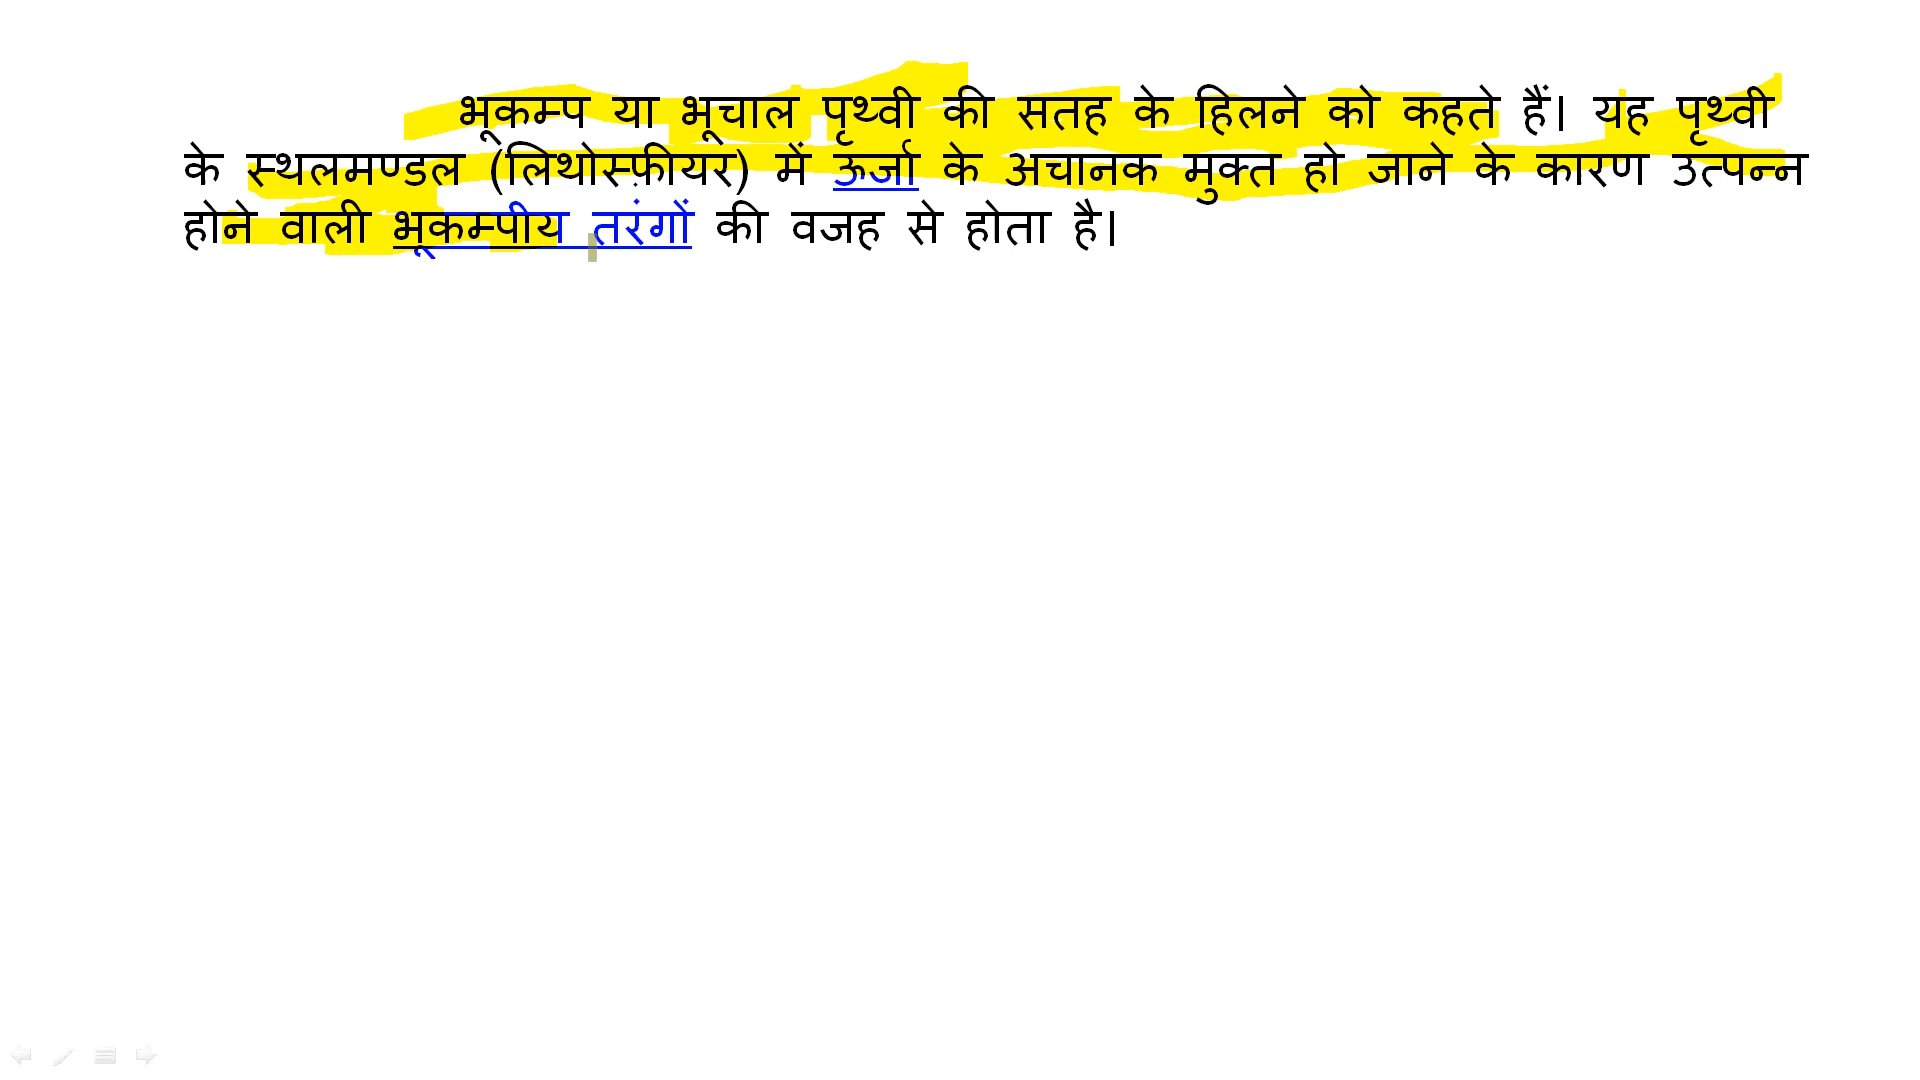 भूकम्प या भूचाल पृथ्वी की सतह के हिलने को कहते हैं। यह पृथ्वी
के स्थलमण्डल (लिथोस्फ़ीयर) में ऊर्जा के अचानक मुक्त हो जाने के कारण उत्पन्न
होने वाली भूकम्पीय तरंगों की वजह से होता है।